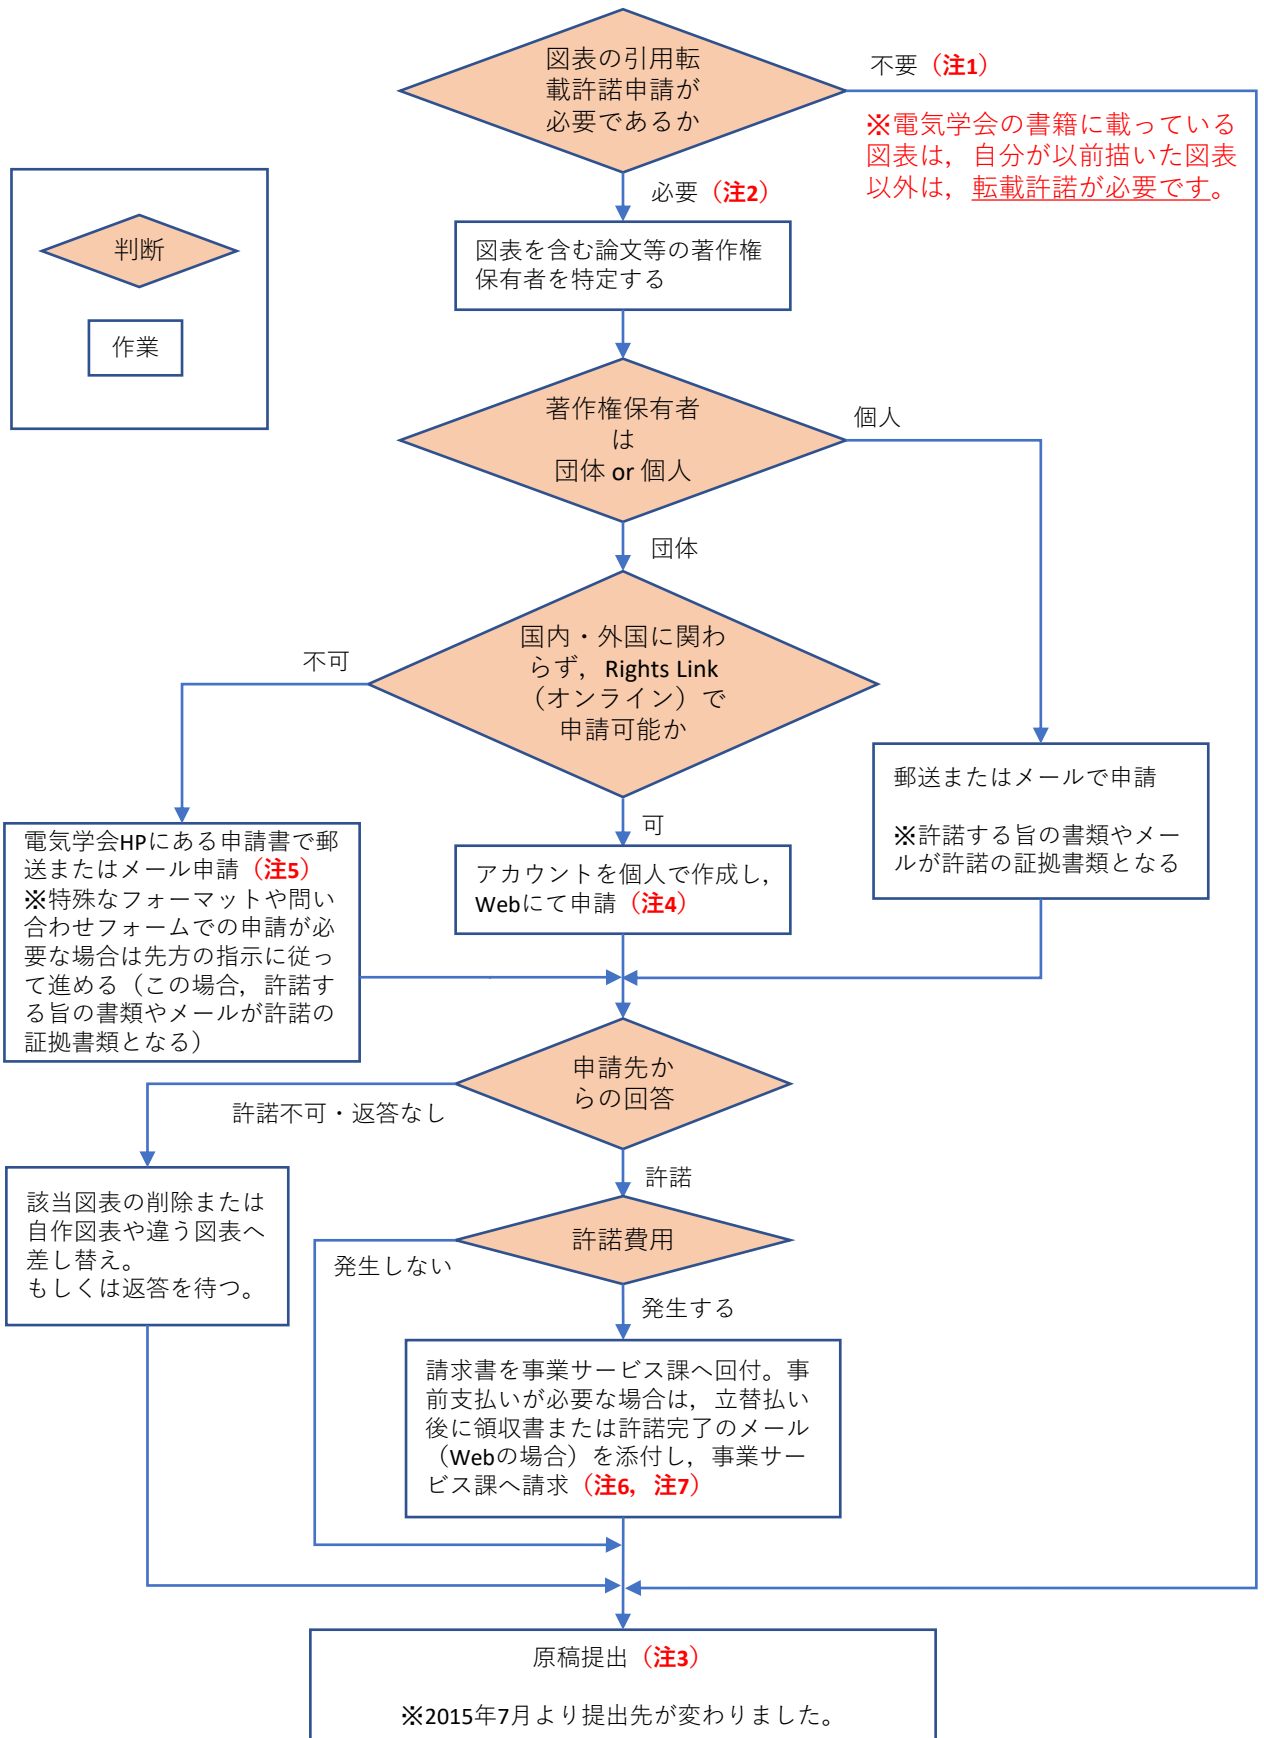 図表の引用転
載許諾申請が
必要であるか
不要（注1）
※電気学会の書籍に載っている
図表は，自分が以前描いた図表
以外は，転載許諾が必要です。
必要（注2）
判断
作業
図表を含む論文等の著作権
保有者を特定する
著作権保有者
は
団体 or 個人
個人
団体
国内・外国に関わ
らず，Rights Link
（オンライン）で
申請可能か
不可
可
郵送またはメールで申請
※許諾する旨の書類やメー
ルが許諾の証拠書類となる
電気学会HPにある申請書で郵
送またはメール申請（注5）
※特殊なフォーマットや問い
合わせフォームでの申請が必
要な場合は先方の指示に従っ
て進める（この場合，許諾す
る旨の書類やメールが許諾の
証拠書類となる）
アカウントを個人で作成し，
Webにて申請（注4）
申請先か
らの回答
許諾不可・返答なし
許諾
該当図表の削除または
自作図表や違う図表へ
差し替え。
もしくは返答を待つ。
許諾費用
発生しない
発生する
請求書を事業サービス課へ回付。事
前支払いが必要な場合は，立替払い
後に領収書または許諾完了のメール
（Webの場合）を添付し，事業サー
ビス課へ請求（注6，注7）
原稿提出（注3）
※2015年7月より提出先が変わりました。